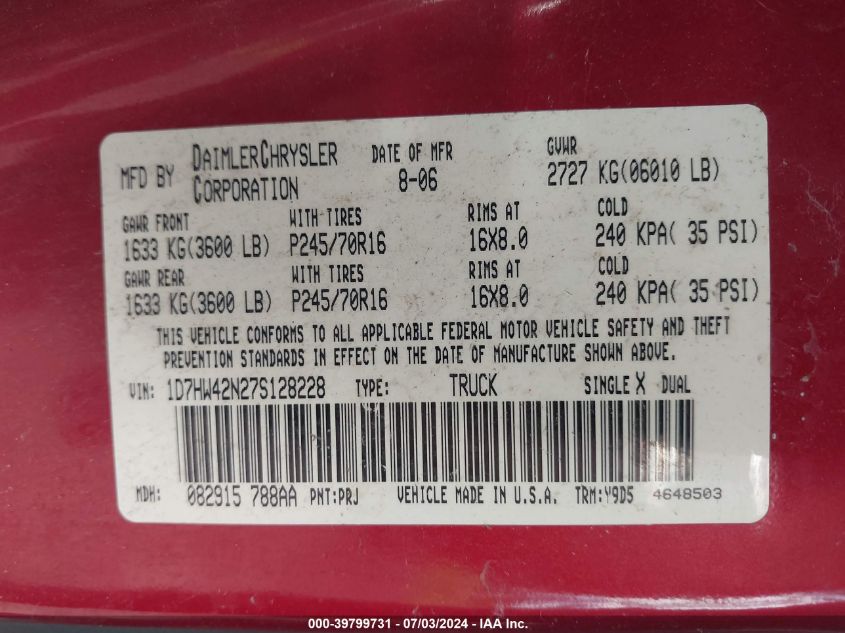 MFD BY DAIMLERCHRYSLER CORPORATION DATE OF MFR 8-06 GVWR 2727 KG(06010 LB)
GAWR FRONT WITH TIRES RIMS AT COLD
1633 KG(3600 LB) P245/70R16 16X8.0 240 KPA( 35 PSI)
GAWR REAR WITH TIRES RIMS AT COLD
1633 KG(3600 LB) P245/70R16 16X8.0 240 KPA( 35 PSI)
THIS VEHICLE CONFORMS TO ALL APPLICABLE FEDERAL MOTOR VEHICLE SAFETY AND THEFT
PREVENTION STANDARDS IN EFFECT ON THE DATE OF MANUFACTURE SHOWN ABOVE.
VIN: 1D7HW42N27S128228 TYPE: TRUCK SINGLE X DUAL
MDH: 082915 788AA PNT:PRJ VEHICLE MADE IN U.S.A. TRM:Y9D5 4648503
000-39799731 - 07/03/2024 - IAA Inc.